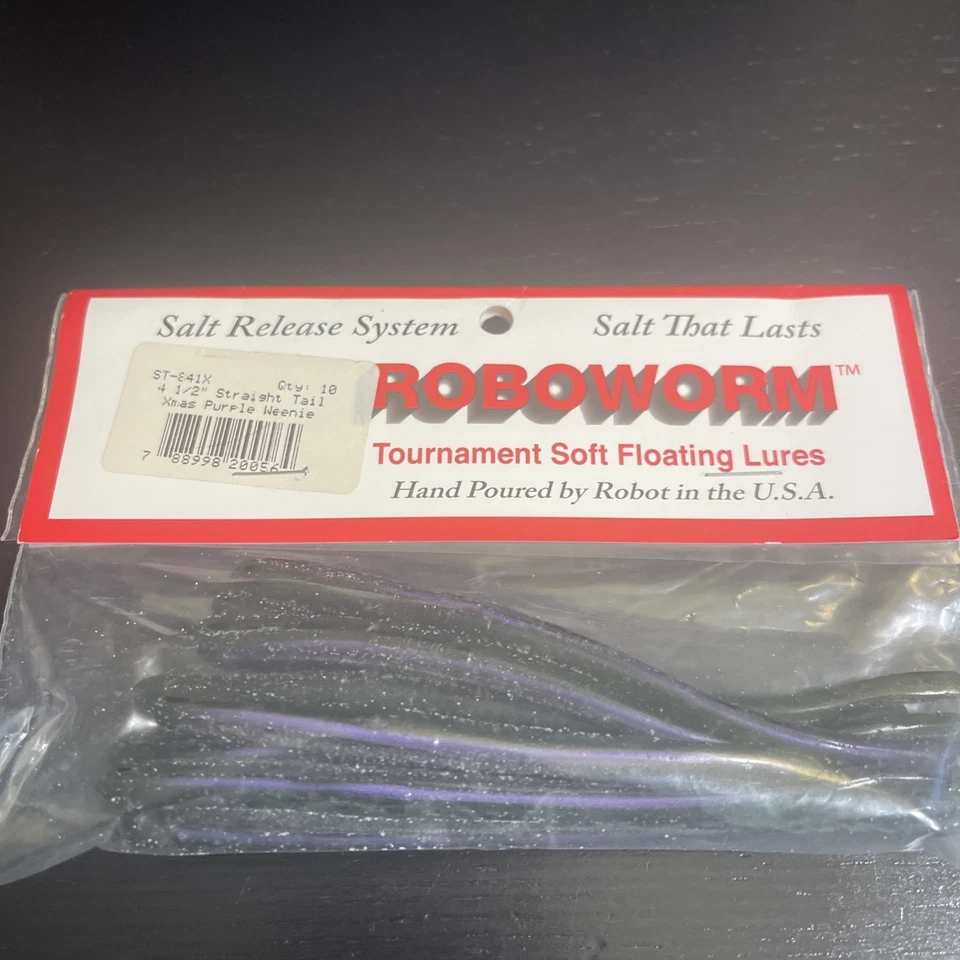 Salt Release System
Salt That Lasts
ST-841X Qty: 10
4 1/2" Straight Tail
Xmas Purple Weenie
7 88998 20056
ROBOWORM™
Tournament Soft Floating Lures
Hand Poured by Robot in the U.S.A.